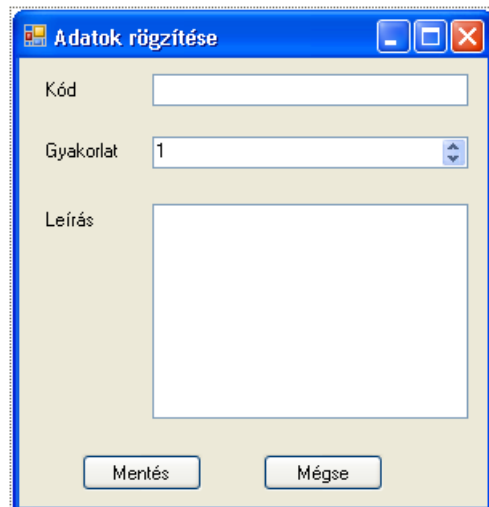 Adatok rögzítése
Kód
Gyakorlat 1
Leírás
Mentés Mégse